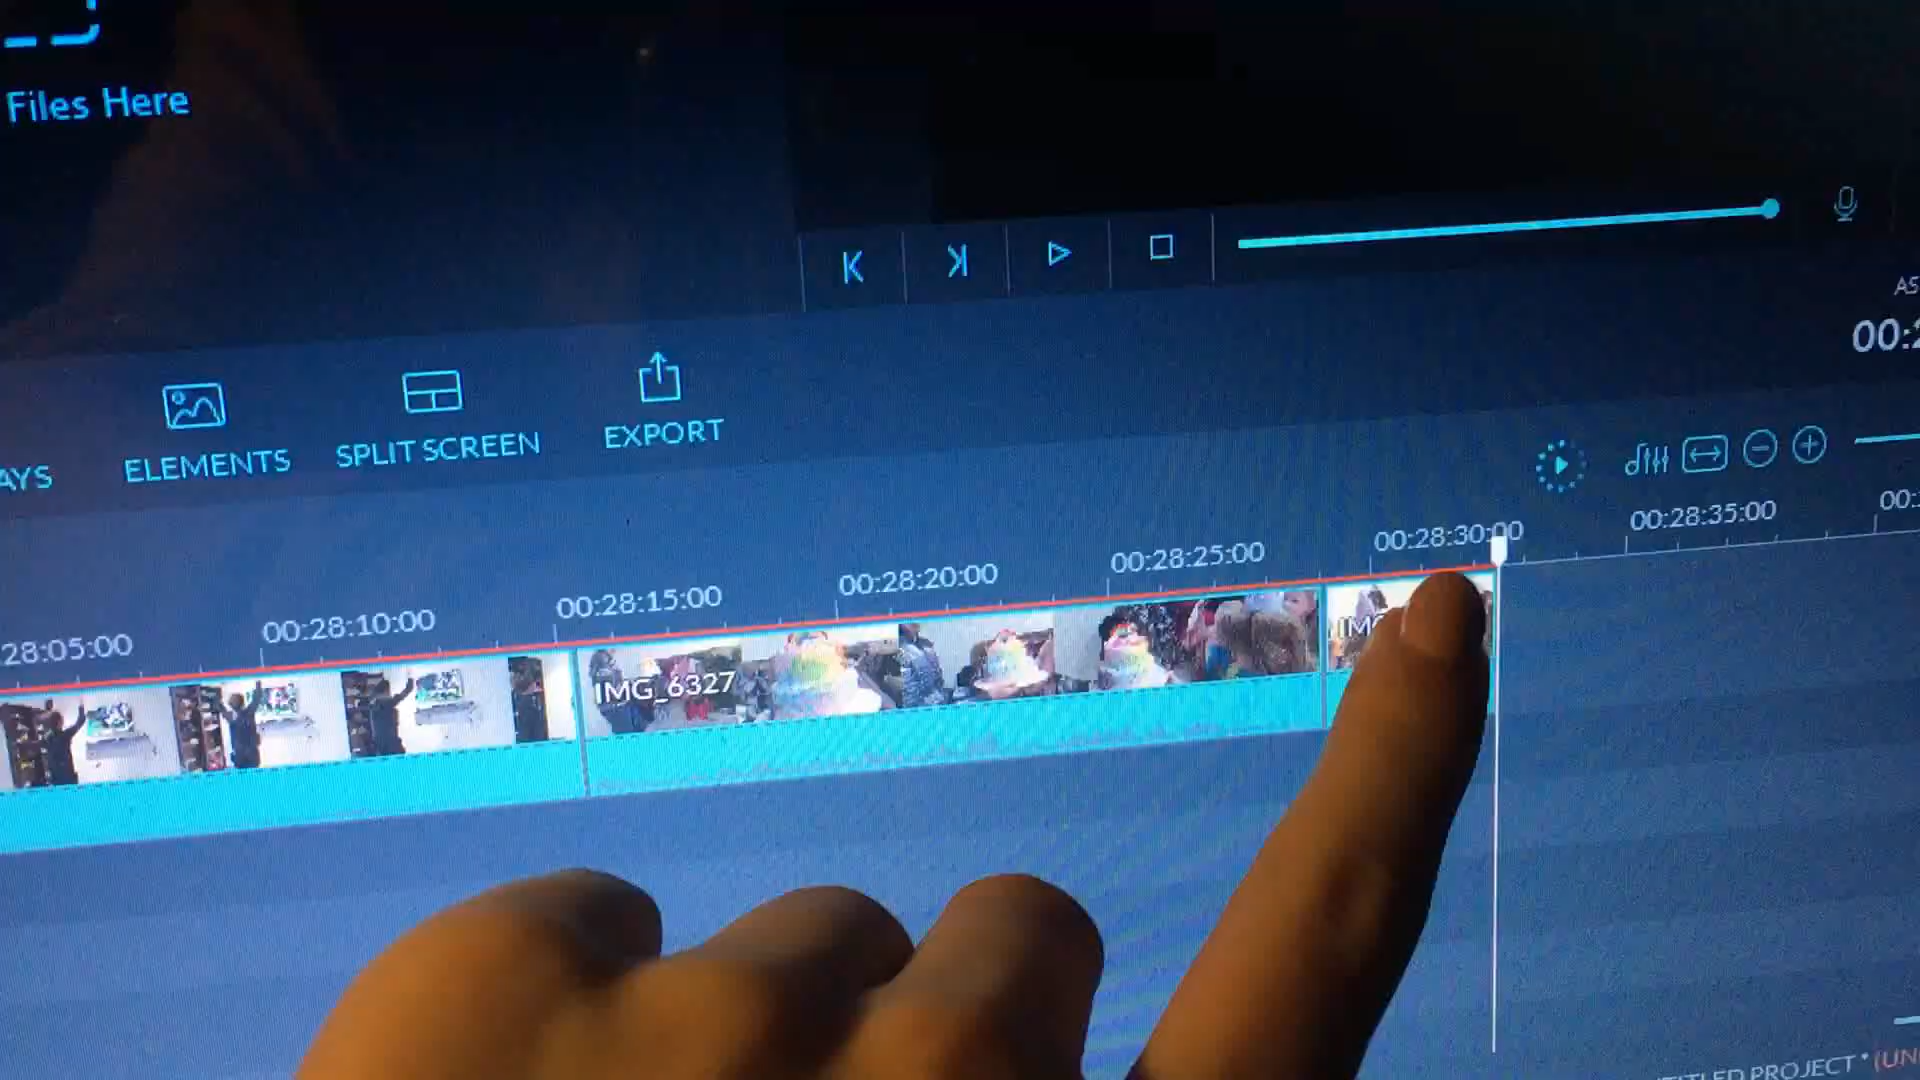 Files Here
ELEMENTS
SPLIT SCREEN
EXPORT
28:05:00
00:28:10:00
00:28:15:00
00:28:20:00
00:28:25:00
00:28:30:00
00:28:35:00
IMG_6327
PROJECT *